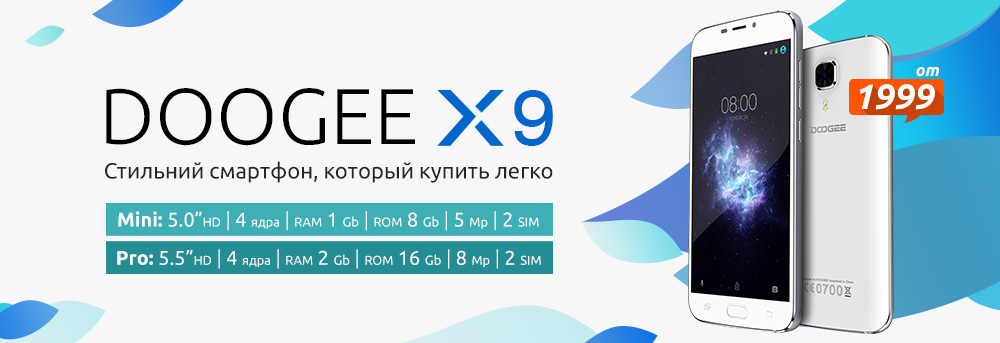 DOOGEE X9
Стильний смартфон, который купить легко
Mini: 5.0”HD | 4 ядра | RAM 1 Gb | ROM 8 Gb | 5 Mp | 2 SIM
Pro: 5.5”HD | 4 ядра | RAM 2 Gb | ROM 16 Gb | 8 Mp | 2 SIM
08:00
от
1999
DOOGEE
CE0700